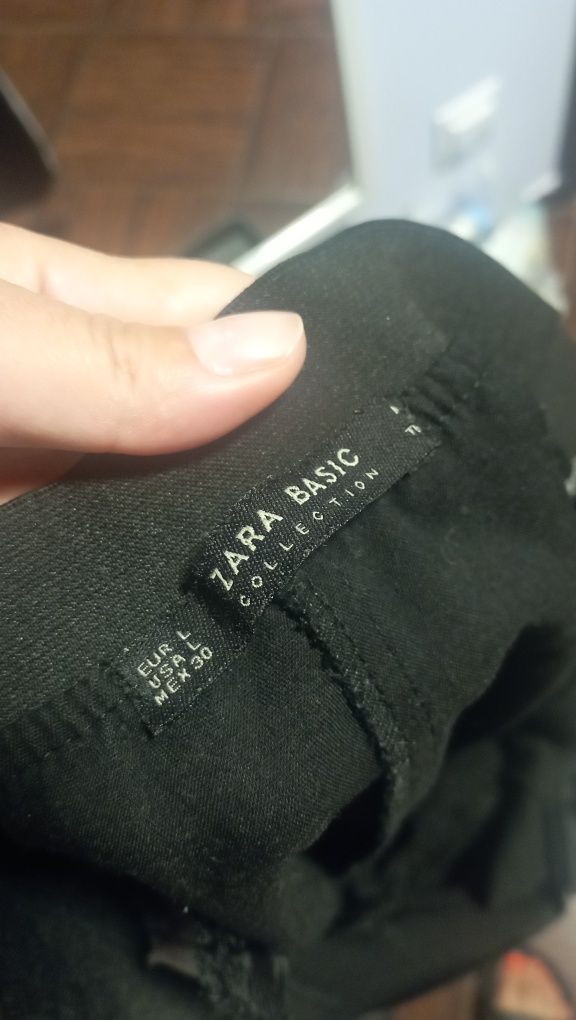 ZARA BASIC
COLLECTION
EUR L
USA L
MEX 30